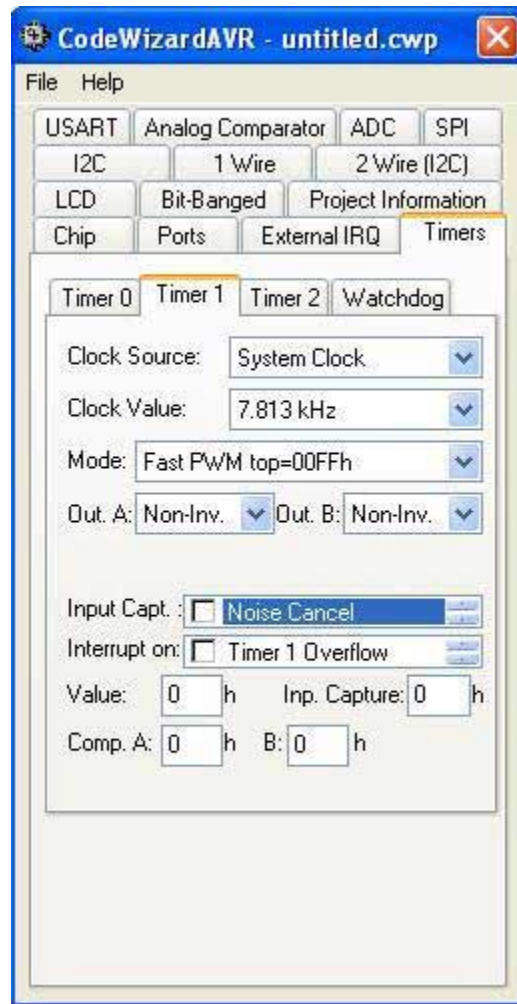 CodeWizardAVR - untitled.cwp
File Help
USART Analog Comparator ADC SPI
I2C 1 Wire 2 Wire (I2C)
LCD Bit-Banged Project Information
Chip Ports External IRQ Timers
Timer 0 Timer 1 Timer 2 Watchdog
Clock Source: System Clock
Clock Value: 7.813 kHz
Mode: Fast PWM top=00FFh
Out. A: Non-Inv. Out. B: Non-Inv.
Input Capt. : Noise Cancel
Interrupt on: Timer 1 Overflow
Value: 0 h Inp. Capture: 0 h
Comp. A: 0 h B: 0 h